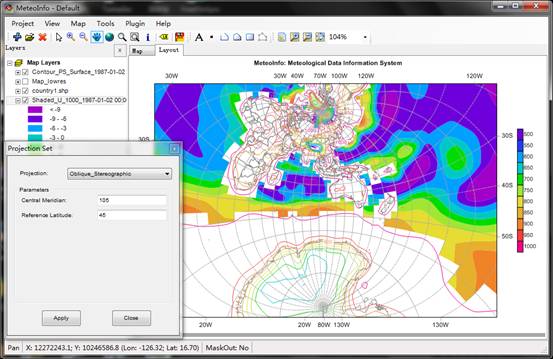 MeteoInfo - Default
Project View Map Tools Plugin Help
104%
Layers
Map Layers
Contour_PS_Surface_1987-01-02
Map_lowres
country1.shp
Shaded_U_1000_1987-01-02 00:0
< -9
-9 - -6
-6 - -3
-3 - 0
Map Layout
MeteoInfo: Meteological Data Information System
30W 30W 40W 70W 100W 120W 120W
30S 30S
40S
50S
20W 20W 80W 130W 130W
500
550
600
650
700
750
800
850
900
950
1000
Projection Set
Projection: Oblique_Stereographic
Parameters
Central Meridian: 105
Reference Latitude: 45
Apply Close
Pan X: 12272243.1; Y: 10246586.8 (Lon: -126.32; Lat: 16.70) MaskOut: No